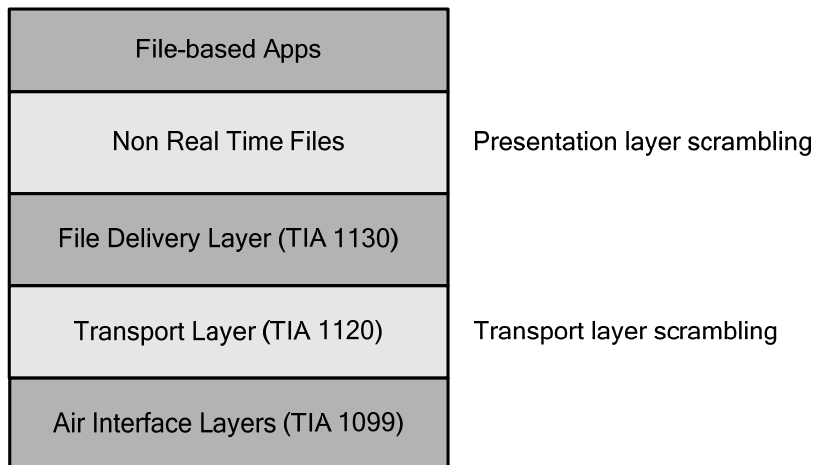 File-based Apps
Non Real Time Files
Presentation layer scrambling
File Delivery Layer (TIA 1130)
Transport Layer (TIA 1120)
Transport layer scrambling
Air Interface Layers (TIA 1099)